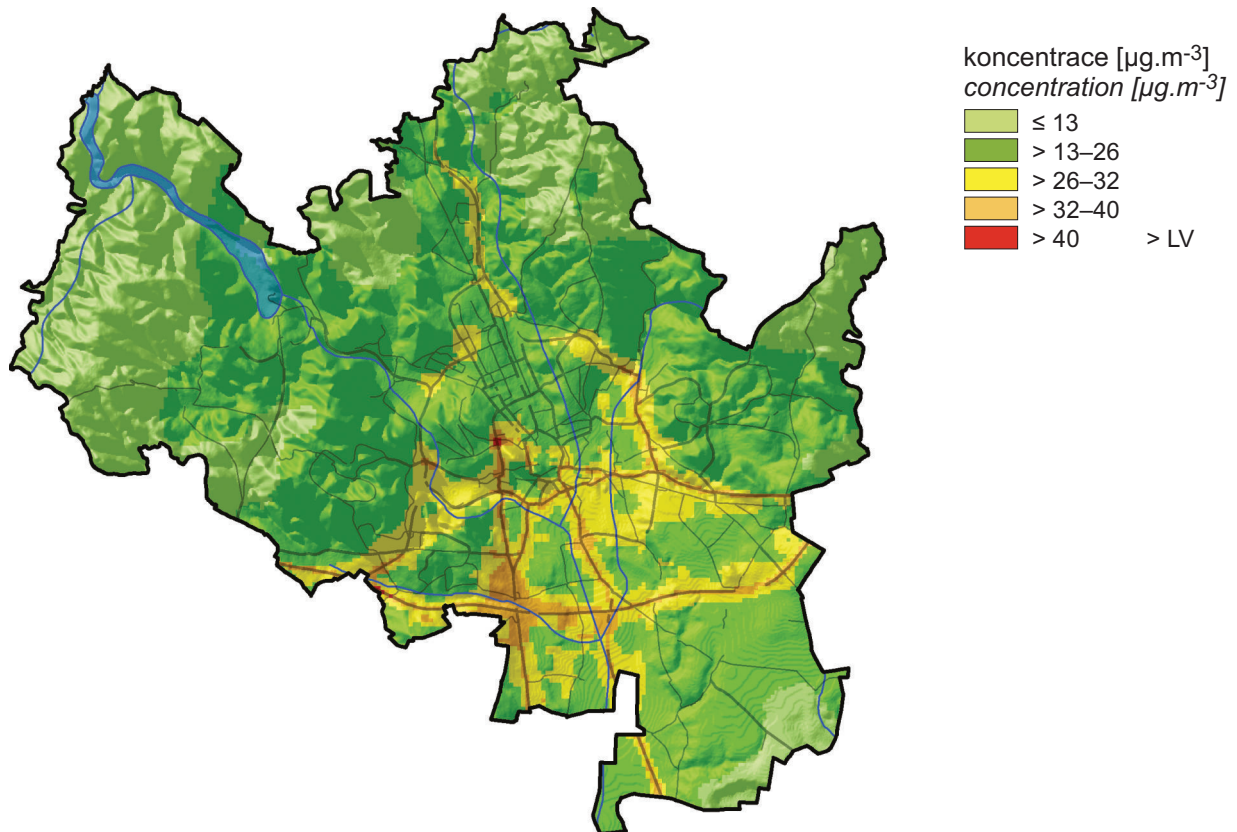 koncentrace [µg.m⁻³]
concentration [µg.m⁻³]
≤ 13
> 13–26
> 26–32
> 32–40
> 40 > LV